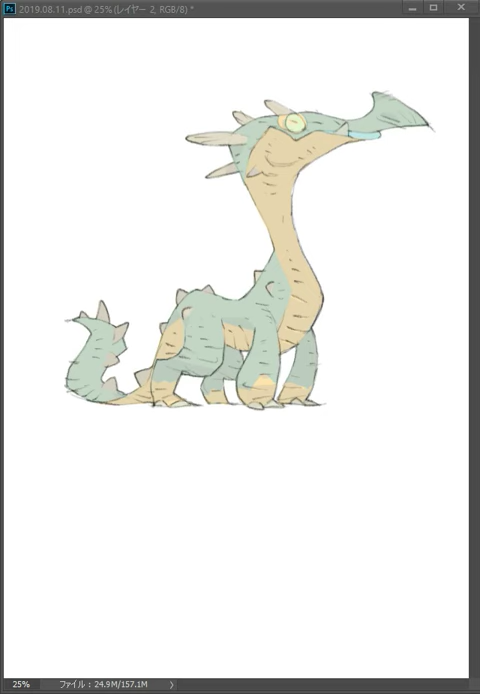 Ps 2019.08.11.psd @ 25% (レイヤー 2, RGB/8) *
25% ファイル : 24.9M/157.1M